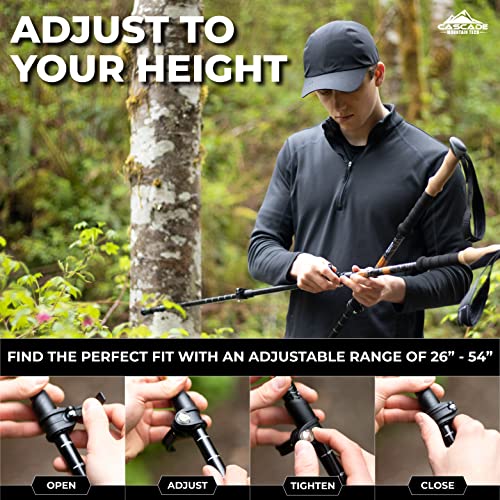 ADJUST TO
YOUR HEIGHT
CASCADE
MOUNTAIN TECH
FIND THE PERFECT FIT WITH AN ADJUSTABLE RANGE OF 26” - 54”
OPEN
ADJUST
TIGHTEN
CLOSE